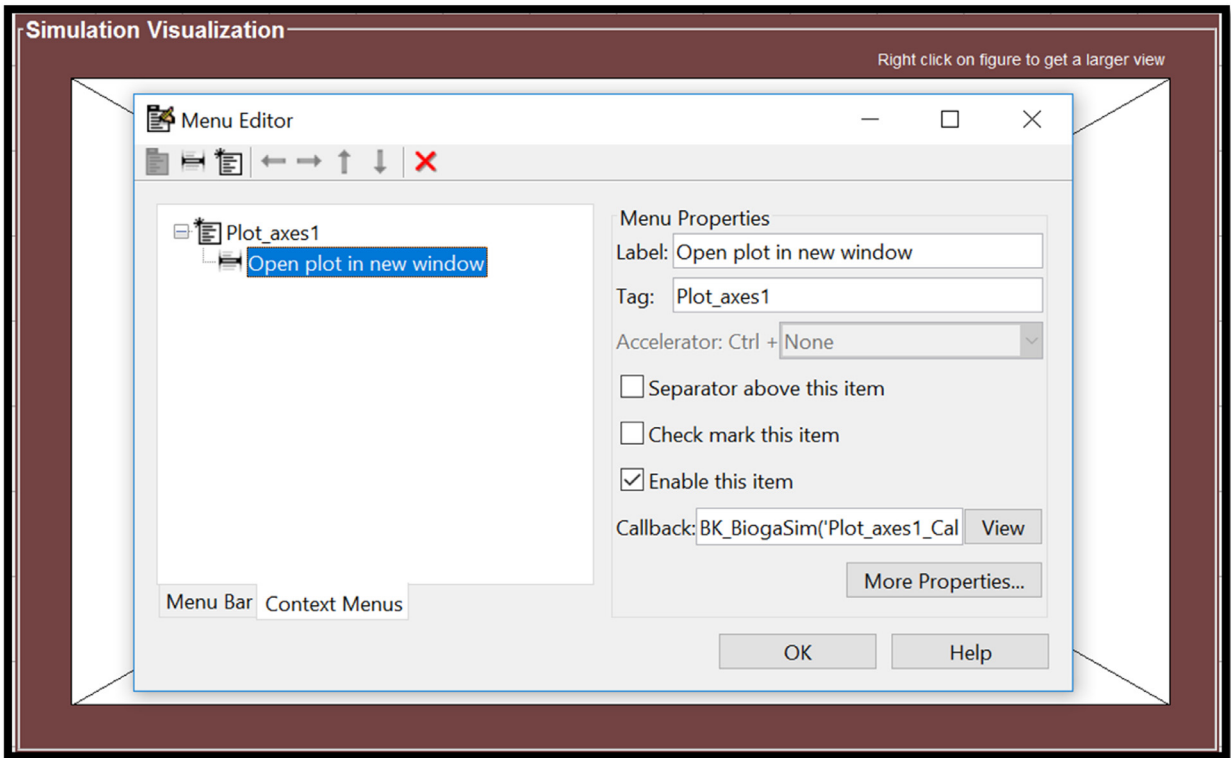 Simulation Visualization
Right click on figure to get a larger view
Menu Editor
Plot_axes1
Open plot in new window
Menu Properties
Label: Open plot in new window
Tag: Plot_axes1
Accelerator: Ctrl + None
Separator above this item
Check mark this item
Enable this item
Callback: BK_BiogaSim('Plot_axes1_Cal View
More Properties...
Menu Bar Context Menus
OK Help